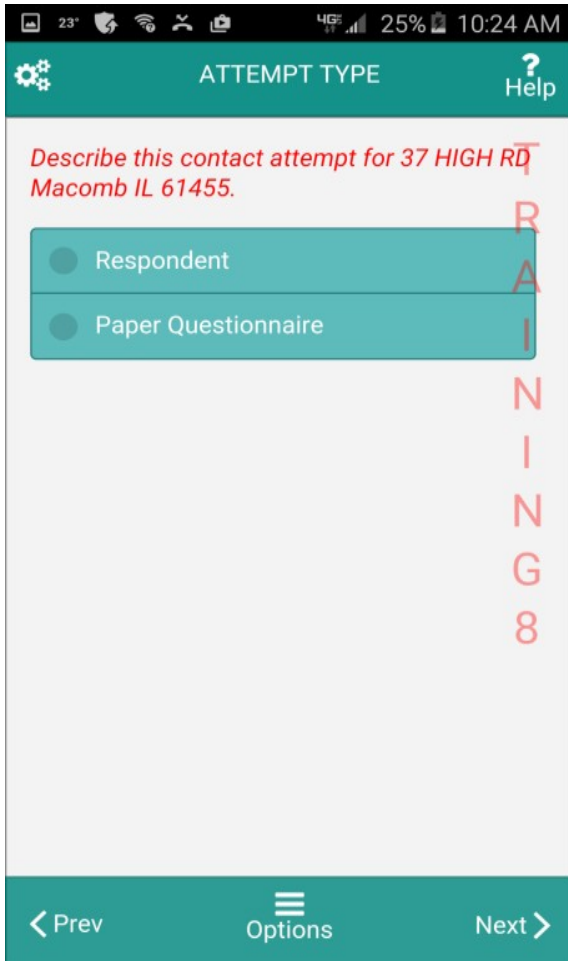 23° 4G 25% 10:24 AM
ATTEMPT TYPE
? Help
Describe this contact attempt for 37 HIGH RD
Macomb IL 61455.
Respondent
Paper Questionnaire
T
R
A
I
N
I
N
G
8
Prev
Options
Next